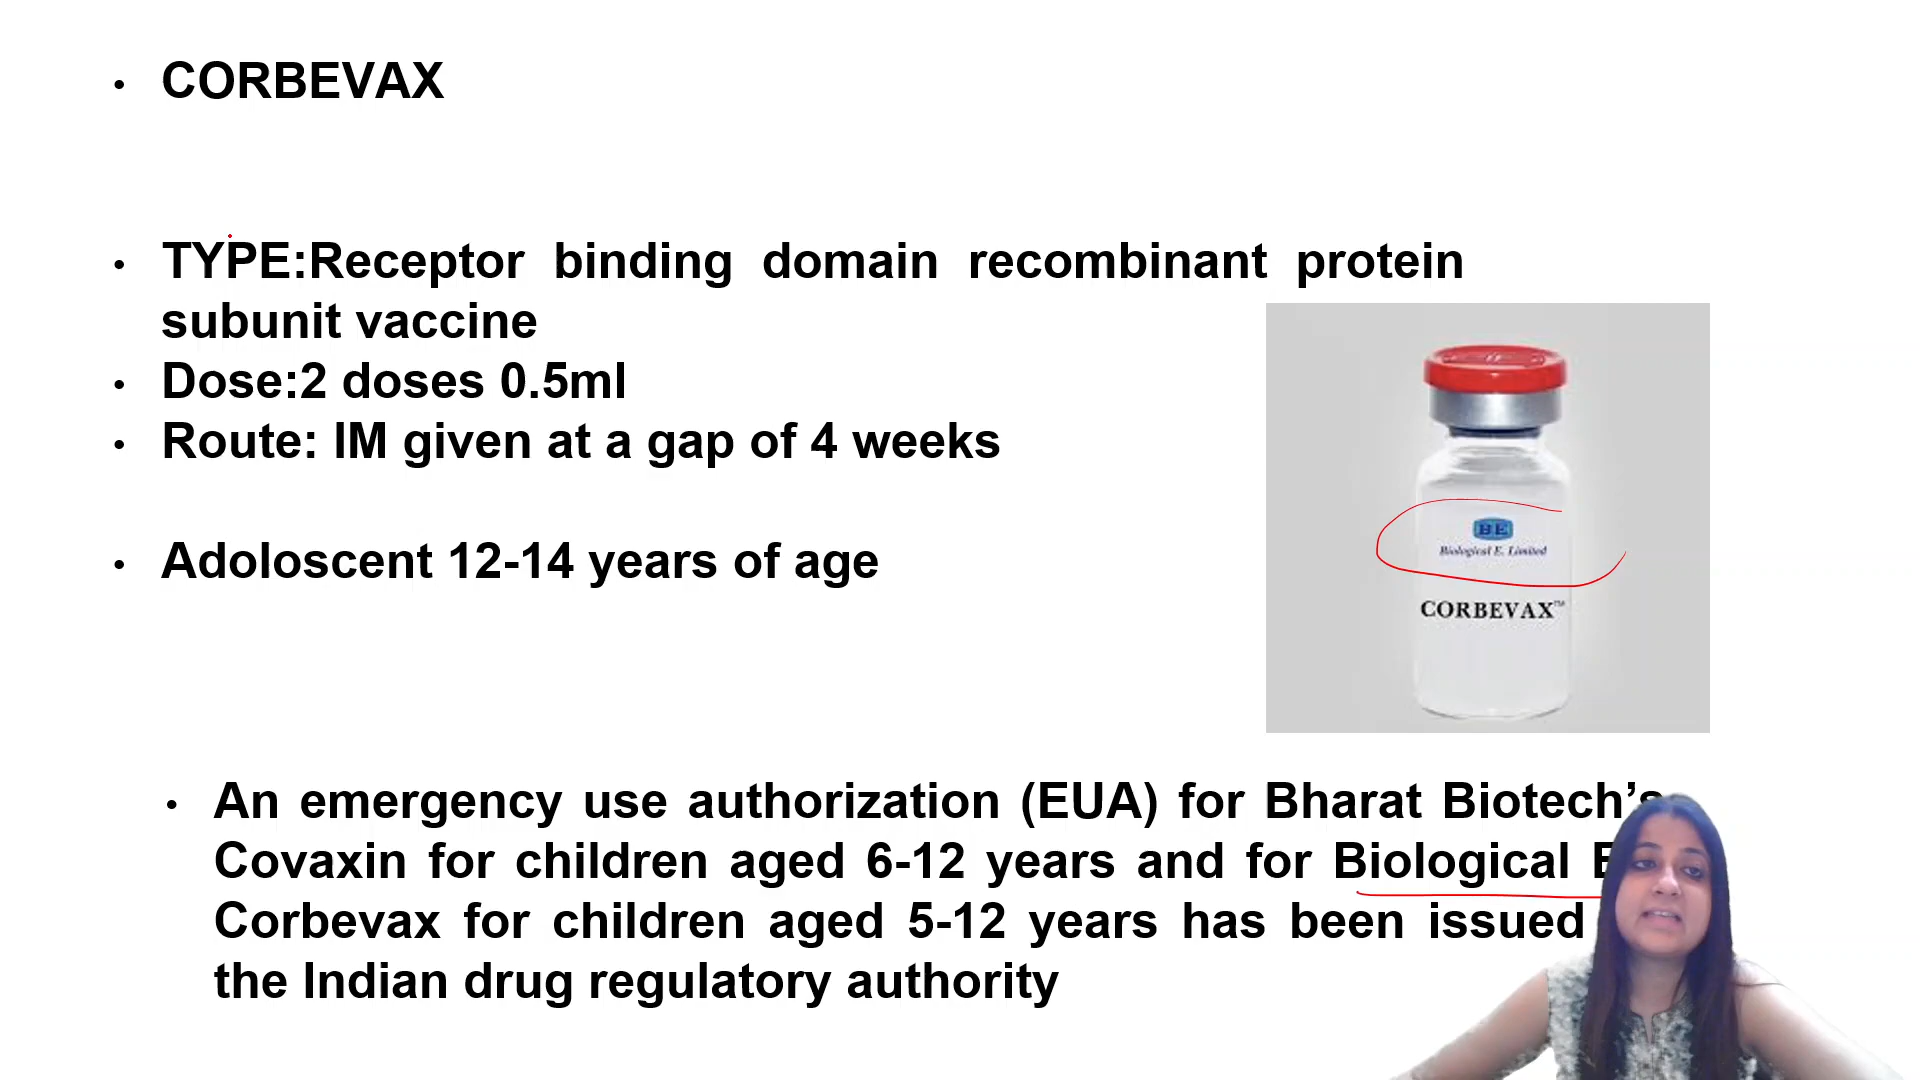 CORBEVAX
TYPE:Receptor binding domain recombinant protein
subunit vaccine
Dose:2 doses 0.5ml
Route: IM given at a gap of 4 weeks
BE
Biological E. Limited
CORBEVAX™
Adoloscent 12-14 years of age
An emergency use authorization (EUA) for Bharat Biotech’s
Covaxin for children aged 6-12 years and for Biological
Corbevax for children aged 5-12 years has been issued
the Indian drug regulatory authority